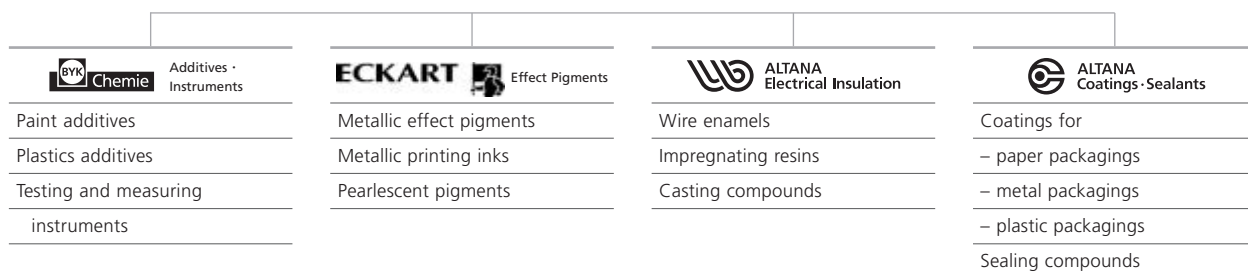 BYK Chemie
Additives ·
Instruments
Paint additives
Plastics additives
Testing and measuring
instruments
ECKART Effect Pigments
Metallic effect pigments
Metallic printing inks
Pearlescent pigments
ALTANA
Electrical Insulation
Wire enamels
Impregnating resins
Casting compounds
ALTANA
Coatings · Sealants
Coatings for
– paper packagings
– metal packagings
– plastic packagings
Sealing compounds